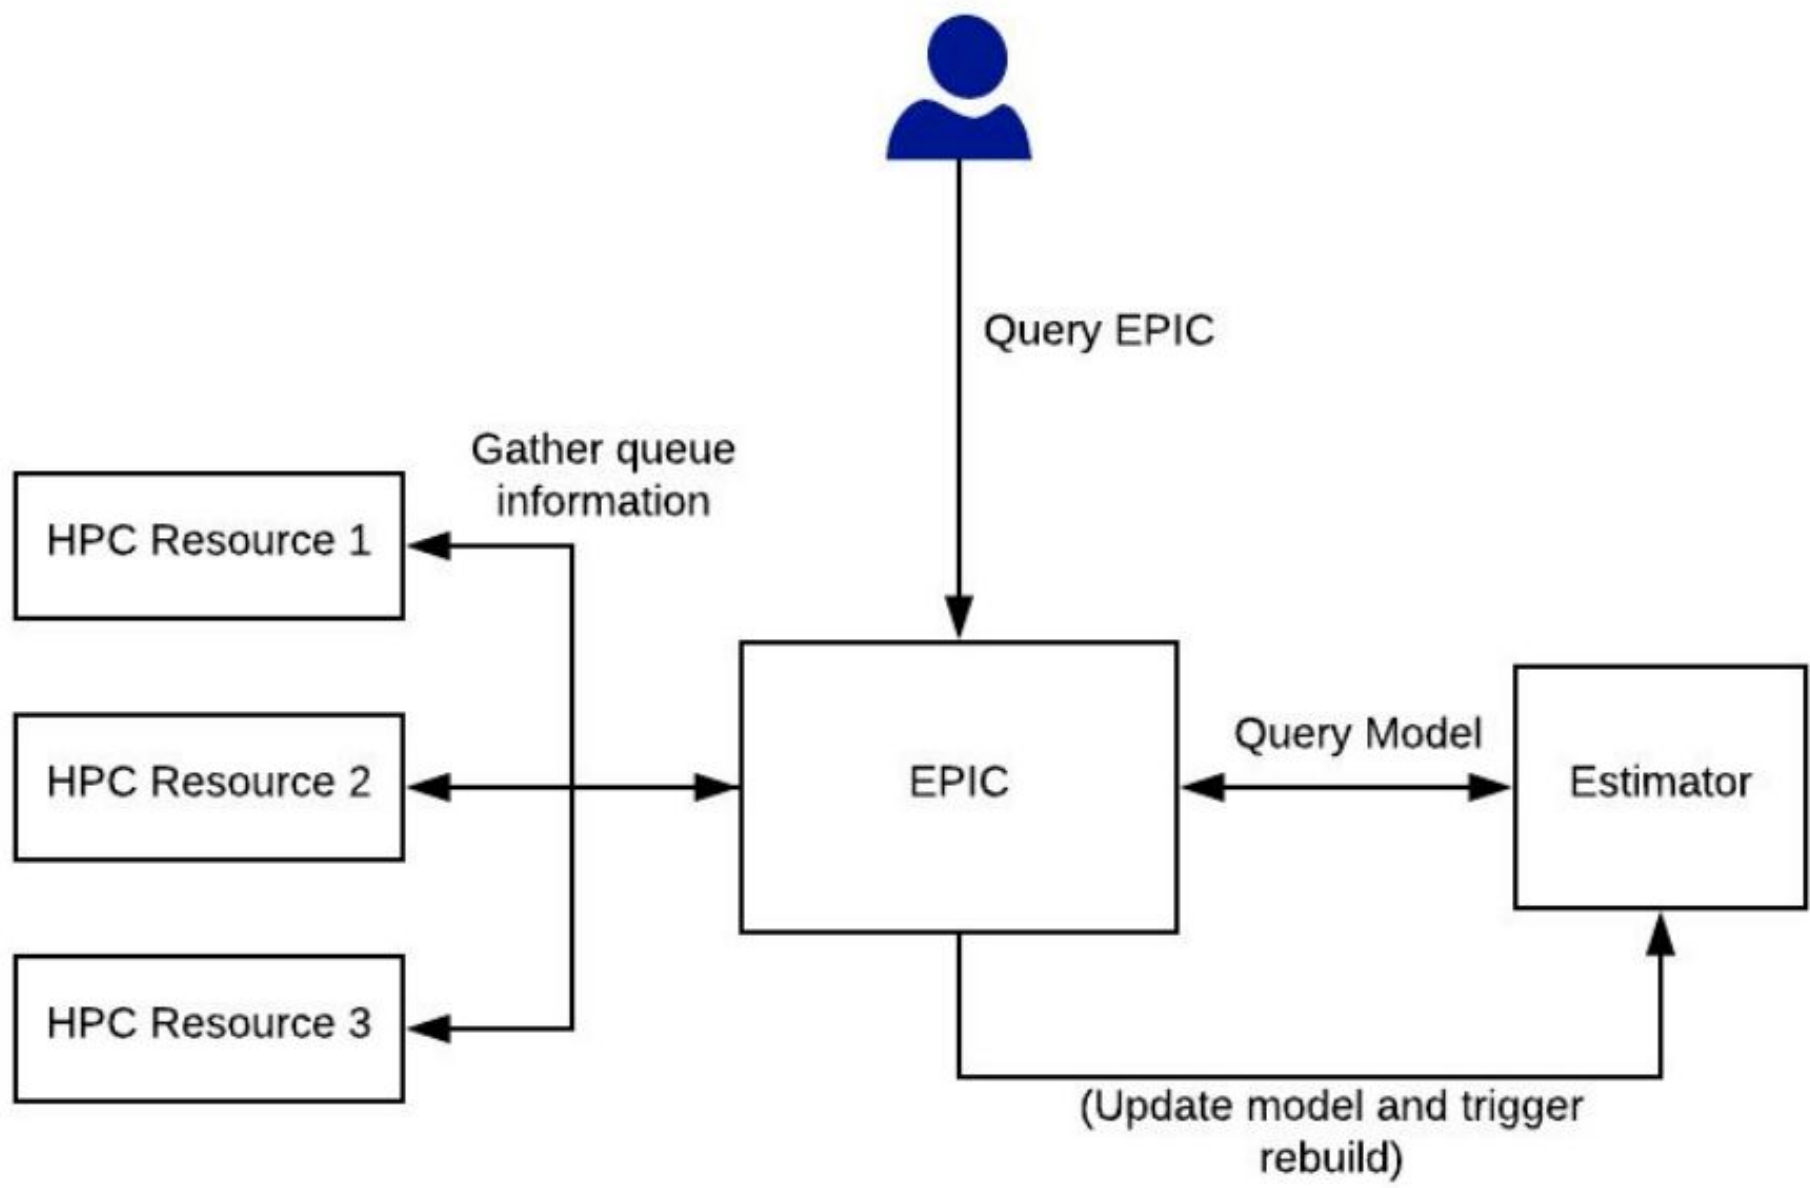 Query EPIC
Gather queue
information
HPC Resource 1
HPC Resource 2
HPC Resource 3
EPIC
Query Model
Estimator
(Update model and trigger
rebuild)